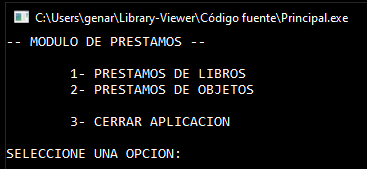 C:\Users\genar\Library-Viewer\Código fuente\Principal.exe
-- MODULO DE PRESTAMOS --
1- PRESTAMOS DE LIBROS
2- PRESTAMOS DE OBJETOS
3- CERRAR APLICACION
SELECCIONE UNA OPCION: